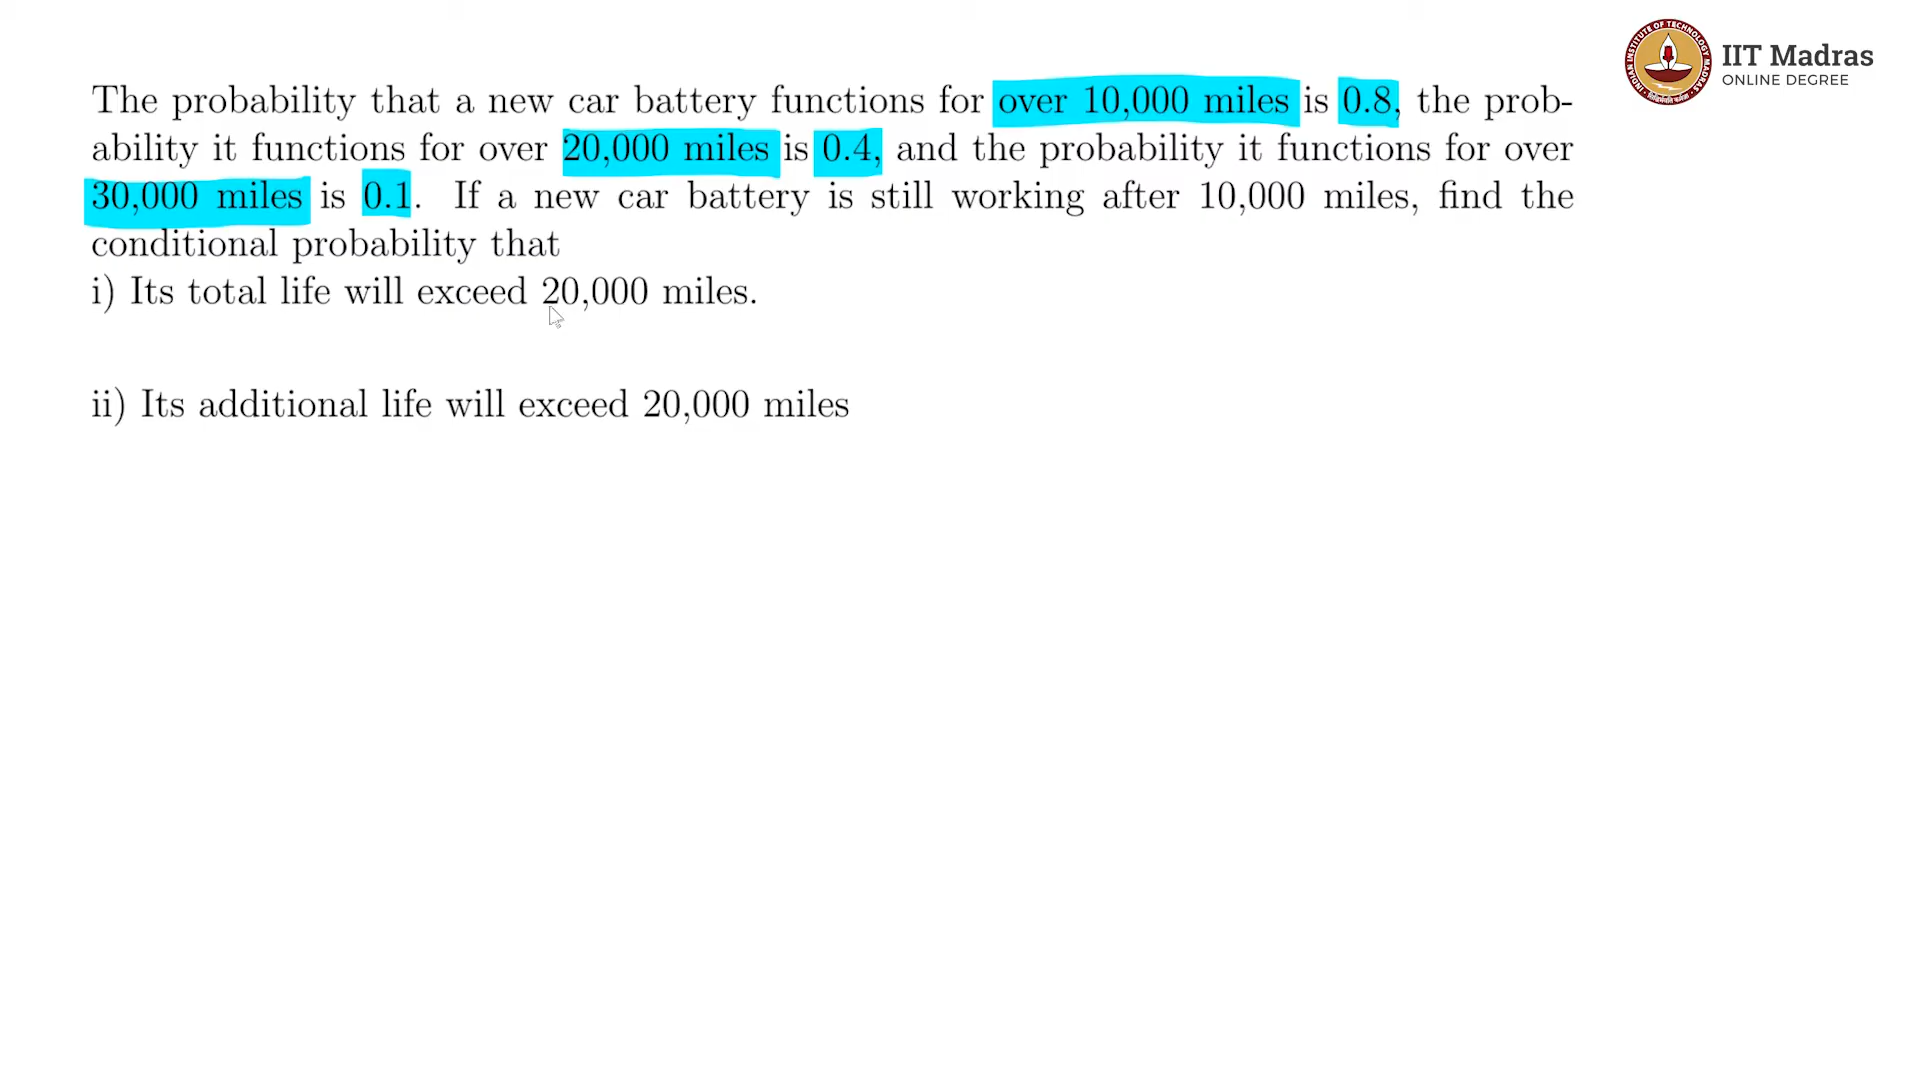 IIT Madras
ONLINE DEGREE
The probability that a new car battery functions for over 10,000 miles is 0.8, the prob-
ability it functions for over 20,000 miles is 0.4, and the probability it functions for over
30,000 miles is 0.1. If a new car battery is still working after 10,000 miles, find the
conditional probability that
i) Its total life will exceed 20,000 miles.
ii) Its additional life will exceed 20,000 miles